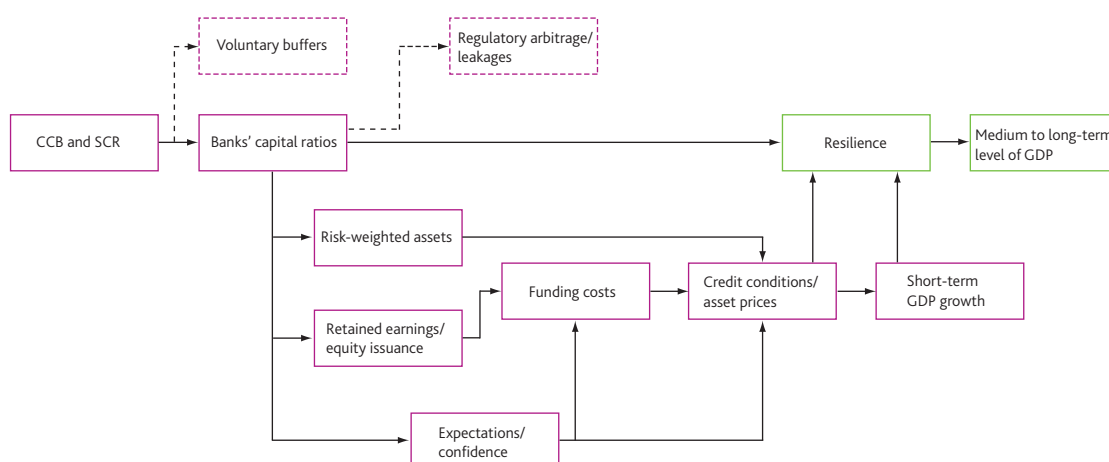 Voluntary buffers
Regulatory arbitrage/
leakages
CCB and SCR
Banks' capital ratios
Resilience
Medium to long-term
level of GDP
Risk-weighted assets
Funding costs
Credit conditions/
asset prices
Short-term
GDP growth
Retained earnings/
equity issuance
Expectations/
confidence